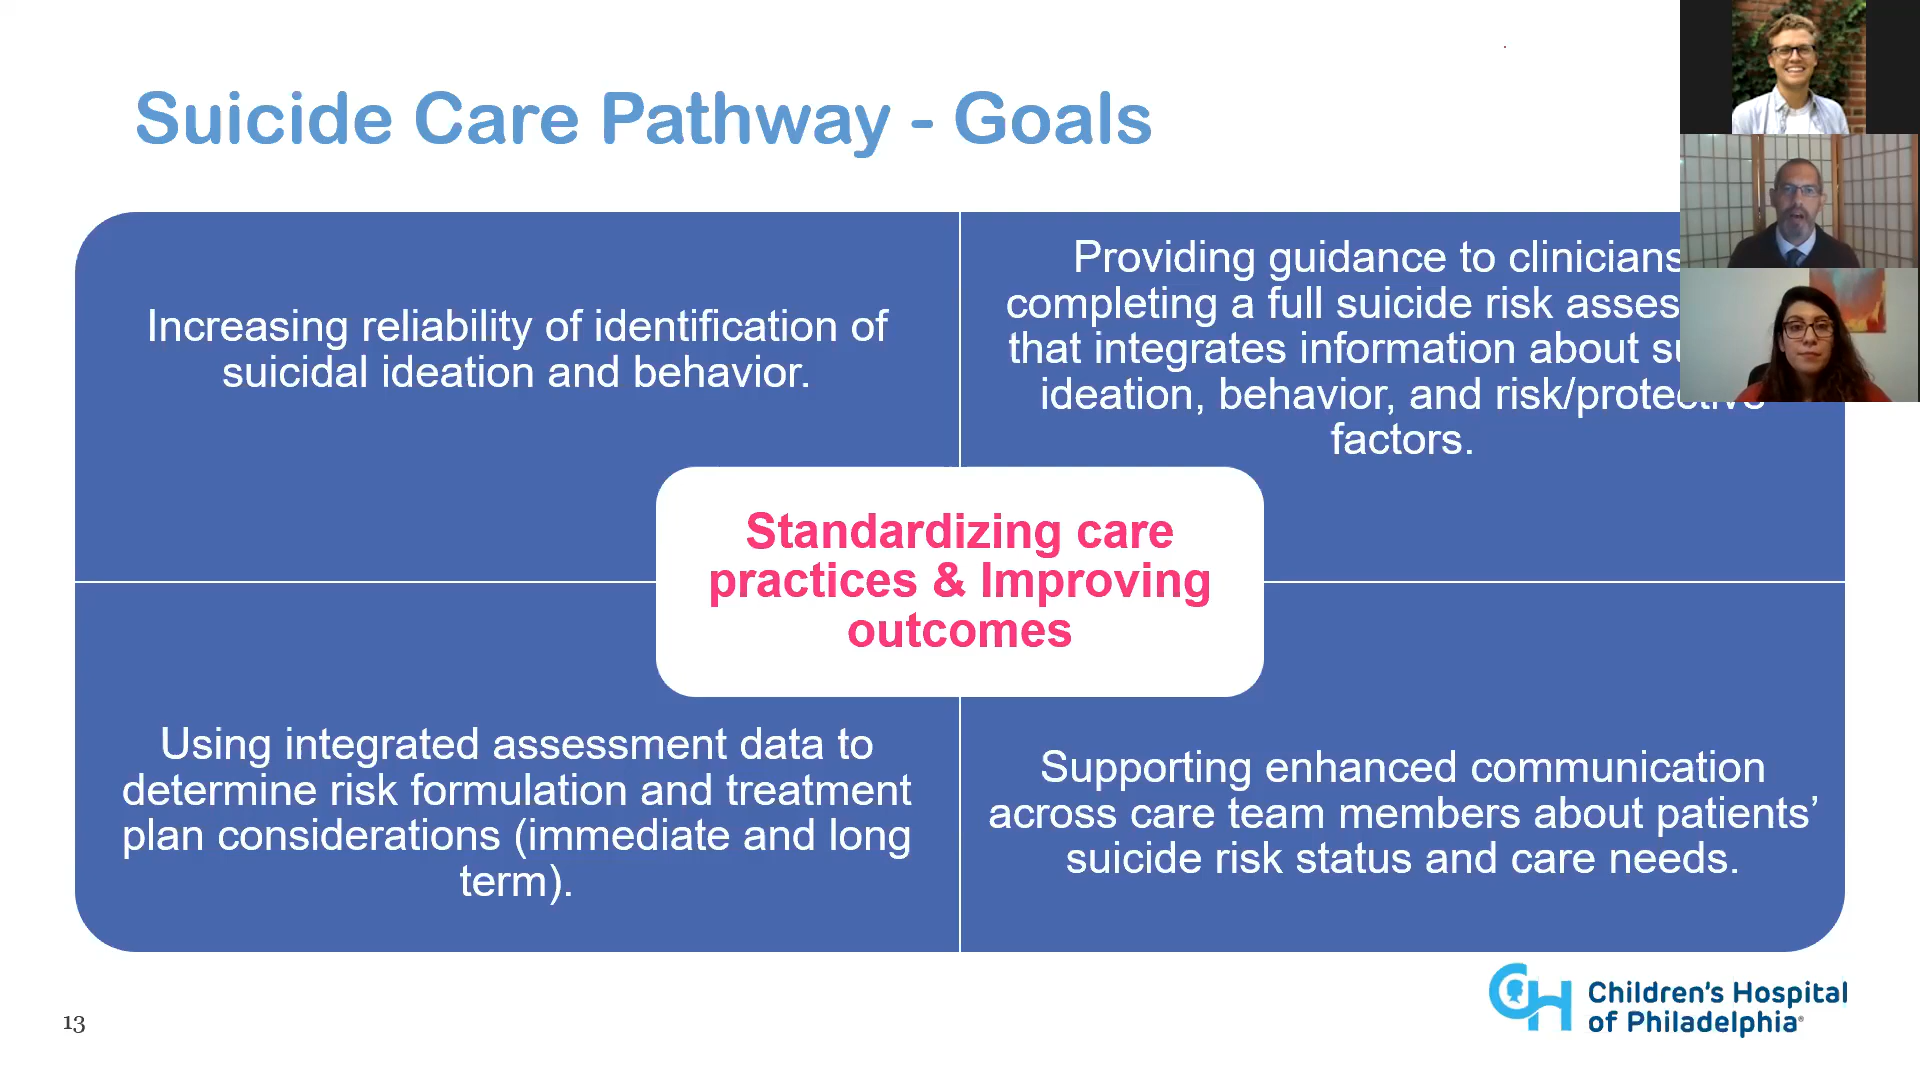 Suicide Care Pathway - Goals
Increasing reliability of identification of
suicidal ideation and behavior.
Providing guidance to clinicians
completing a full suicide risk
that integrates information about
ideation, behavior, and risk/protective
factors.
Standardizing care
practices & Improving
outcomes
Using integrated assessment data to
determine risk formulation and treatment
plan considerations (immediate and long
term).
Supporting enhanced communication
across care team members about patients’
suicide risk status and care needs.
13
CH
Children's Hospital
of Philadelphia®